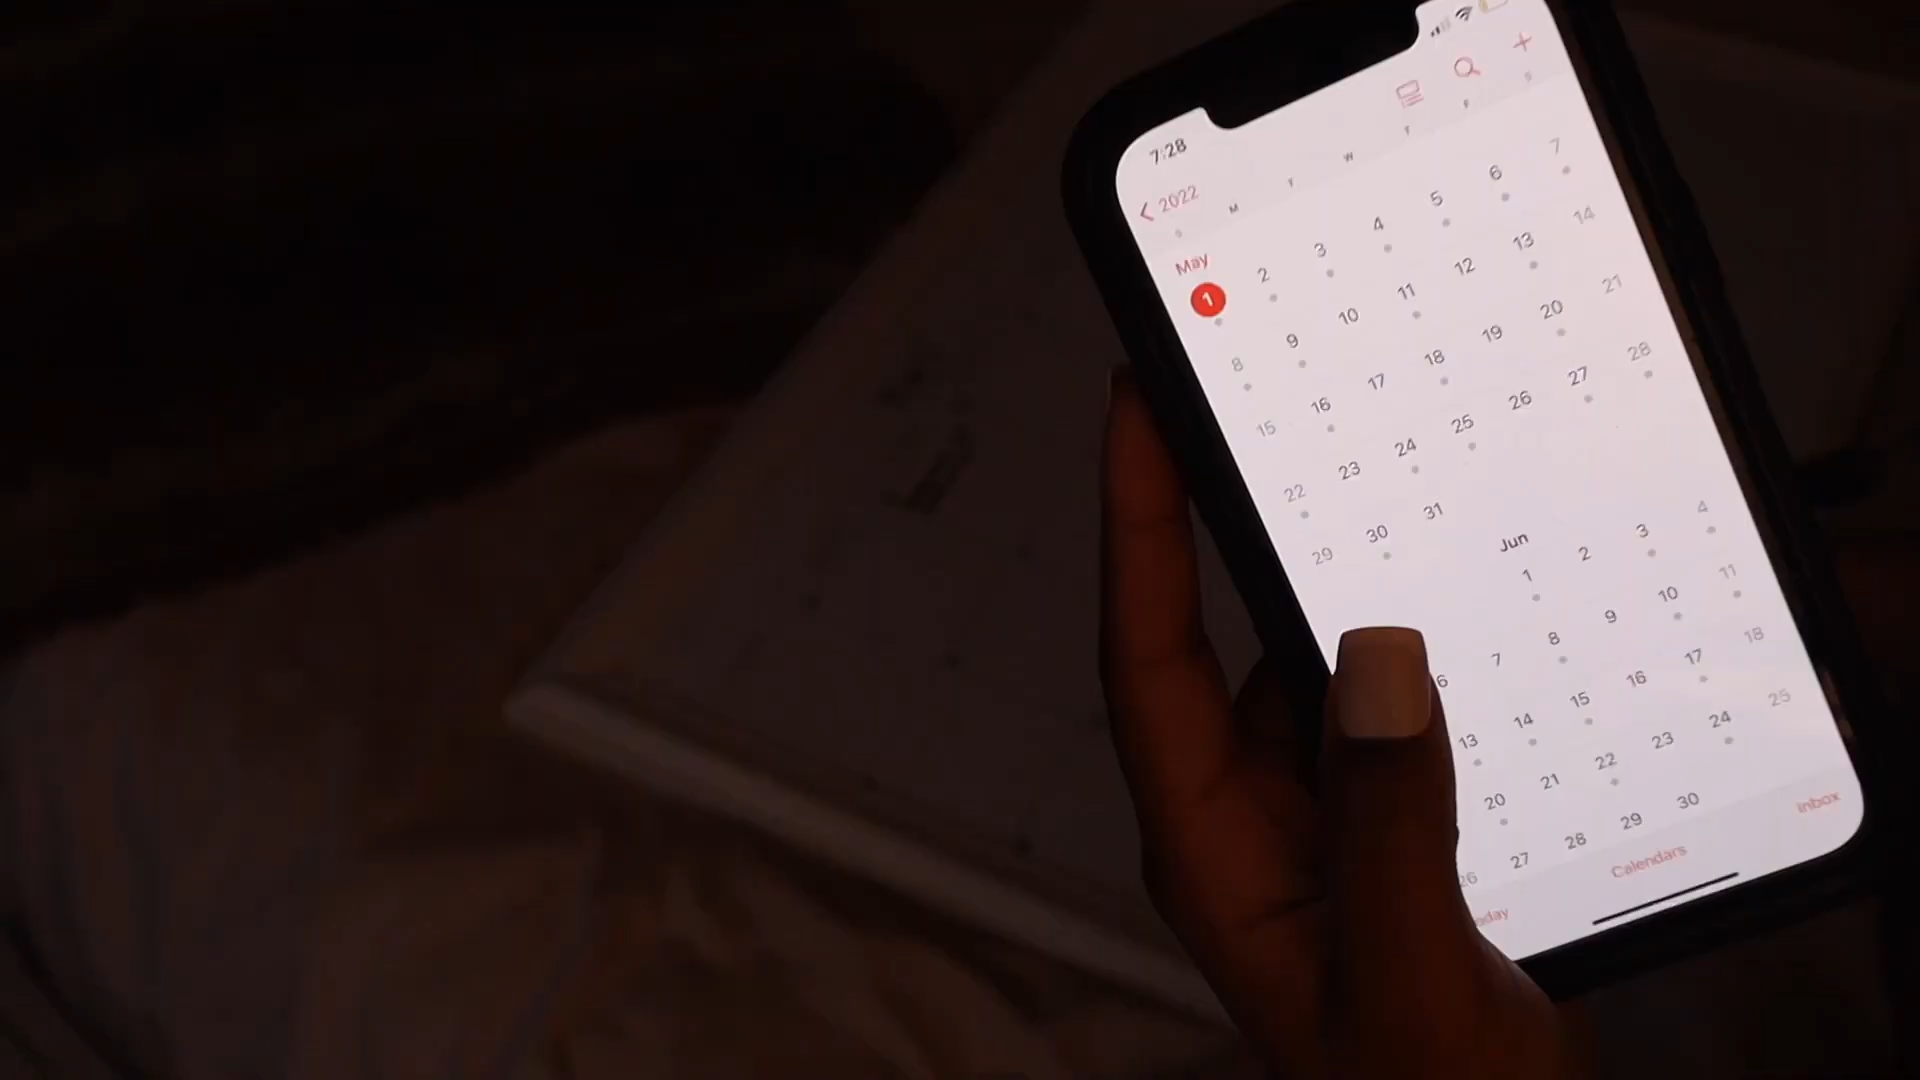 7:28
2022
S M T W T F S
May
1 2 3 4 5 6 7
8 9 10 11 12 13 14
15 16 17 18 19 20 21
22 23 24 25 26 27 28
29 30 31
Jun
1 2 3 4
6 7 8 9 10 11
13 14 15 16 17 18
20 21 22 23 24 25
26 27 28 29 30
oday Calendars Inbox